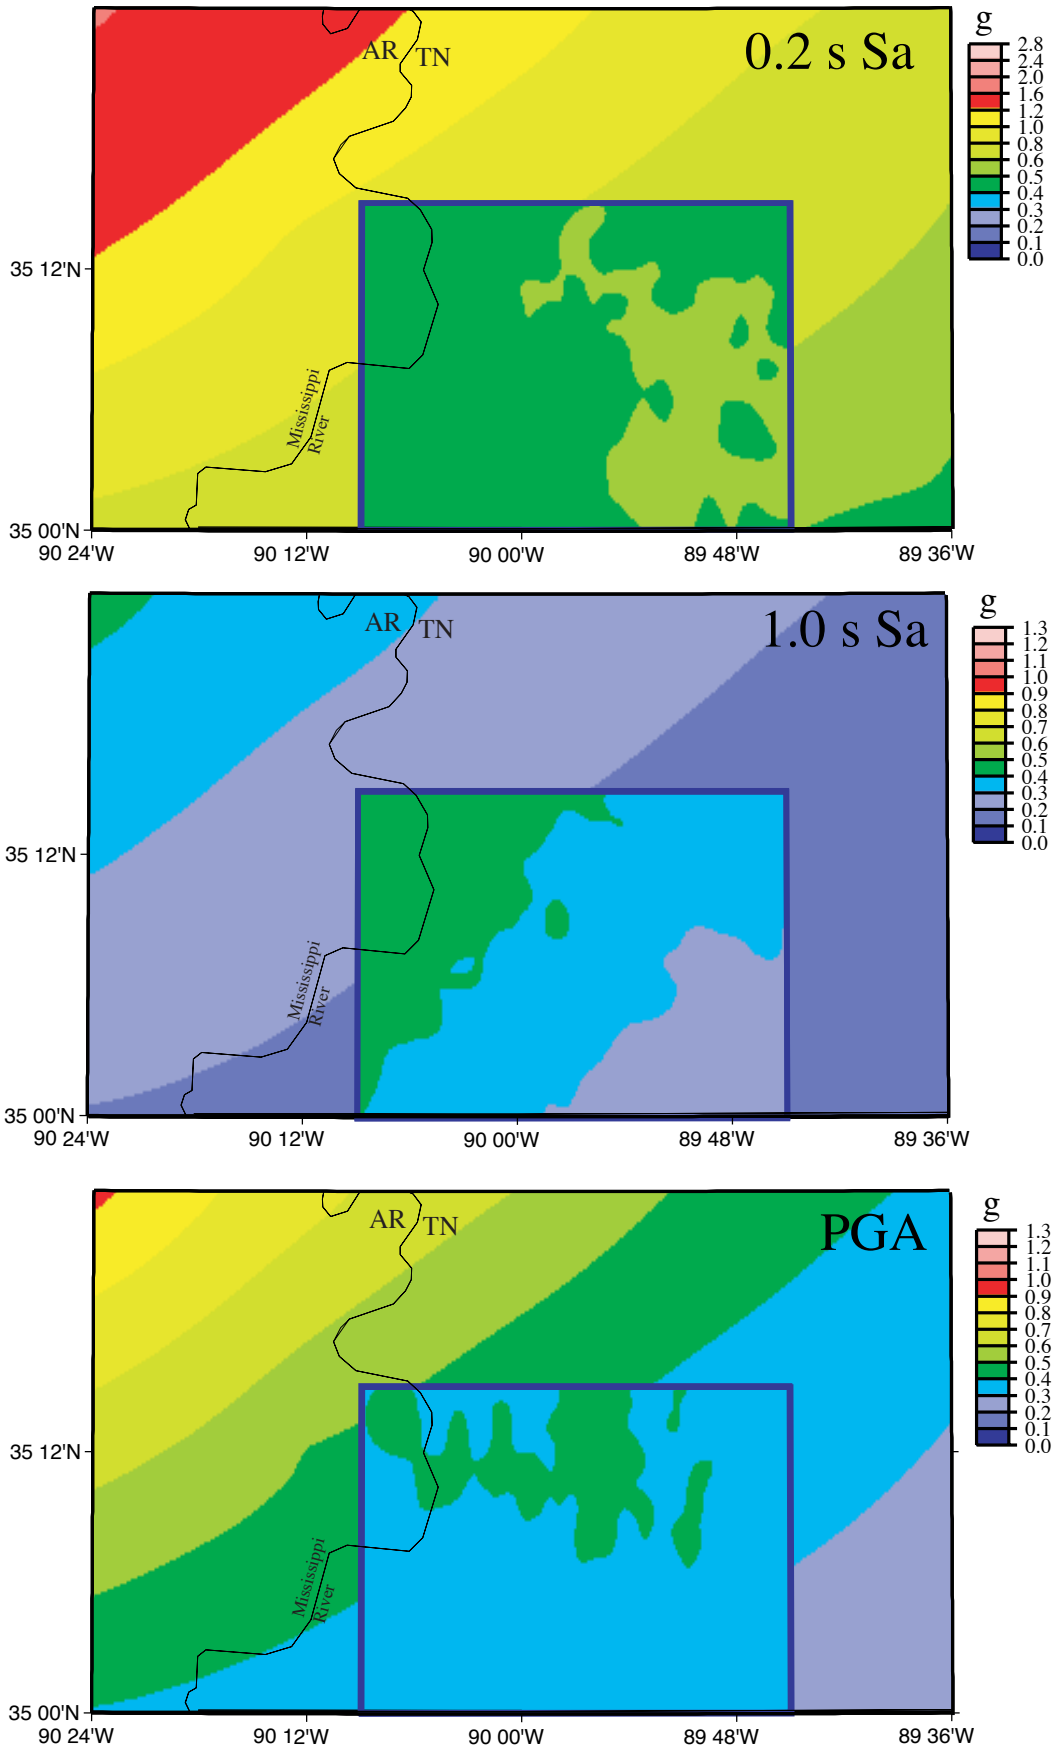 0.2 s Sa
g
AR TN
2.8
2.4
2.0
1.6
1.2
1.0
0.8
0.6
0.5
0.4
0.3
0.2
0.1
0.0
35 12'N
Mississippi
River
35 00'N
90 24'W 90 12'W 90 00'W 89 48'W 89 36'W
1.0 s Sa
g
AR TN
1.3
1.2
1.1
1.0
0.9
0.8
0.7
0.6
0.5
0.4
0.3
0.2
0.1
0.0
35 12'N
Mississippi
River
35 00'N
90 24'W 90 12'W 90 00'W 89 48'W 89 36'W
PGA
g
AR TN
1.3
1.2
1.1
1.0
0.9
0.8
0.7
0.6
0.5
0.4
0.3
0.2
0.1
0.0
35 12'N
Mississippi
River
35 00'N
90 24'W 90 12'W 90 00'W 89 48'W 89 36'W